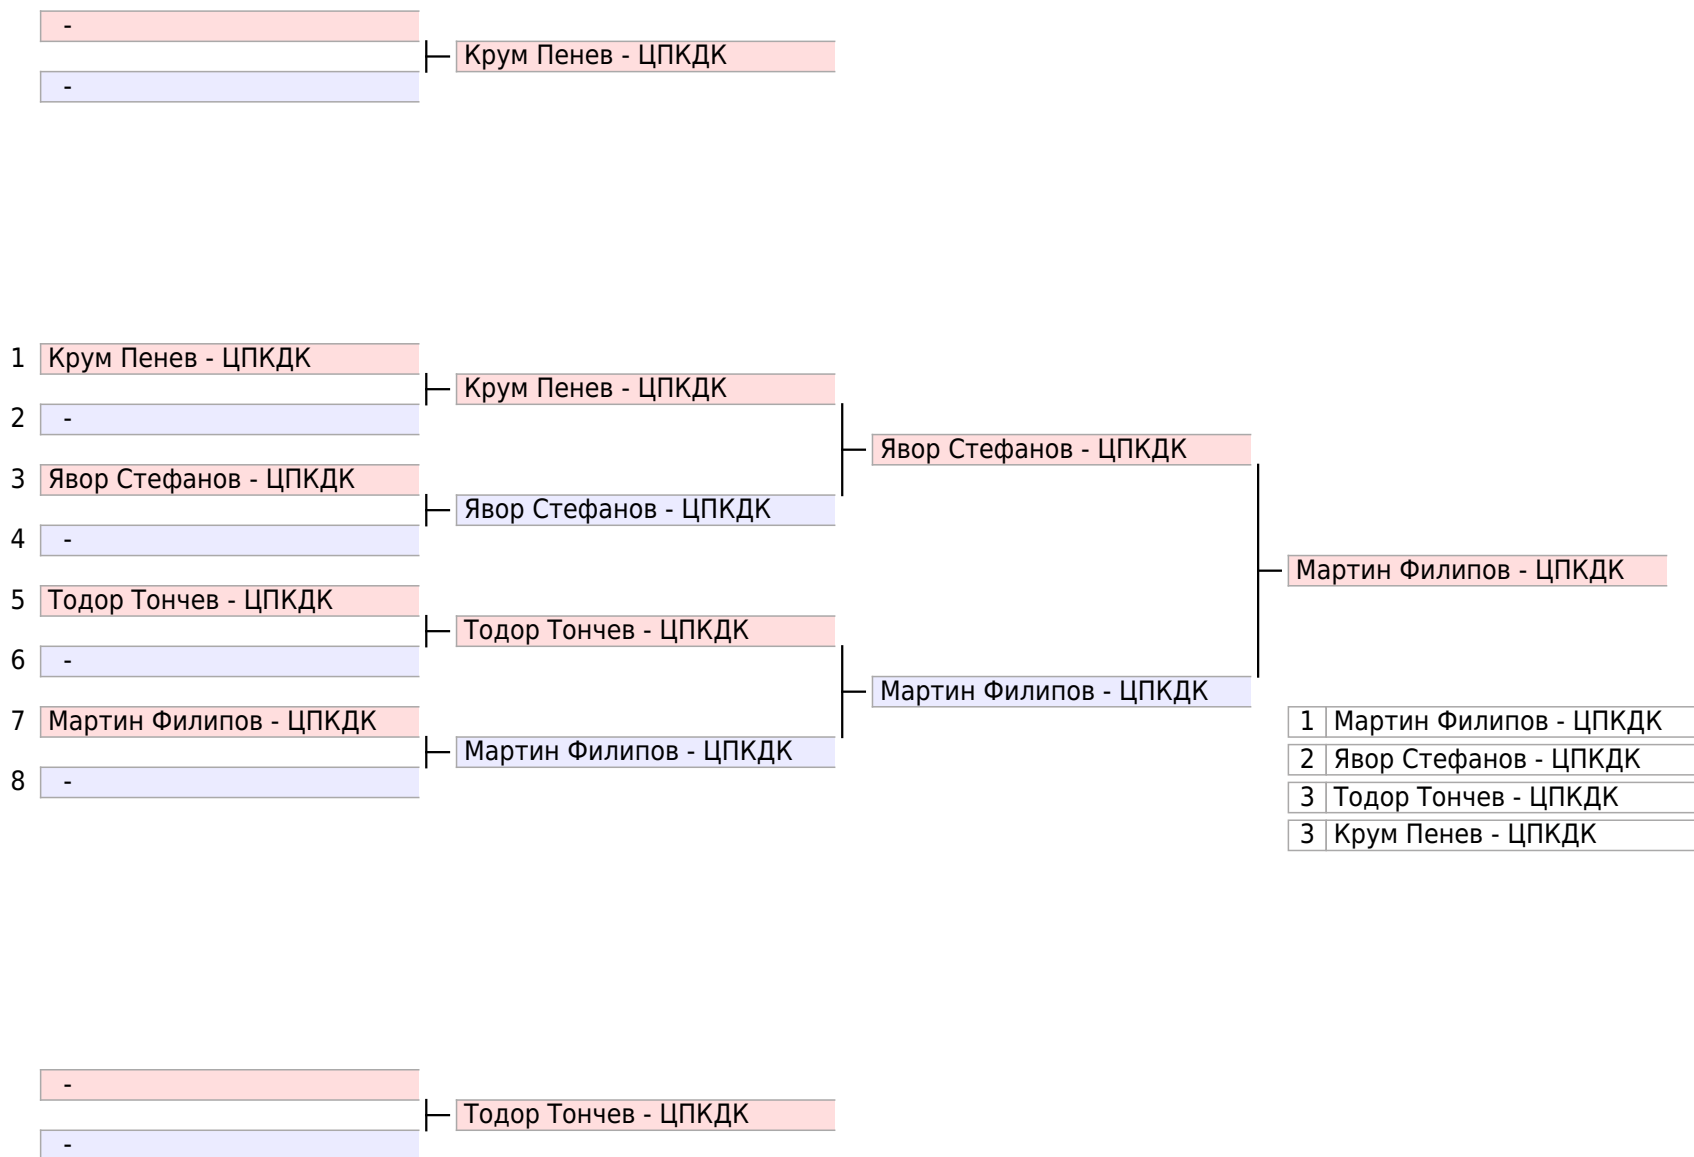 -
Крум Пенев - ЦПКДК
-
1 Крум Пенев - ЦПКДК
Крум Пенев - ЦПКДК
2 -
Явор Стефанов - ЦПКДК
3 Явор Стефанов - ЦПКДК
Явор Стефанов - ЦПКДК
4 -
Мартин Филипов - ЦПКДК
5 Тодор Тончев - ЦПКДК
Тодор Тончев - ЦПКДК
6 -
Мартин Филипов - ЦПКДК
7 Мартин Филипов - ЦПКДК
Мартин Филипов - ЦПКДК
8 -
1 Мартин Филипов - ЦПКДК
2 Явор Стефанов - ЦПКДК
3 Тодор Тончев - ЦПКДК
3 Крум Пенев - ЦПКДК
-
Тодор Тончев - ЦПКДК
-